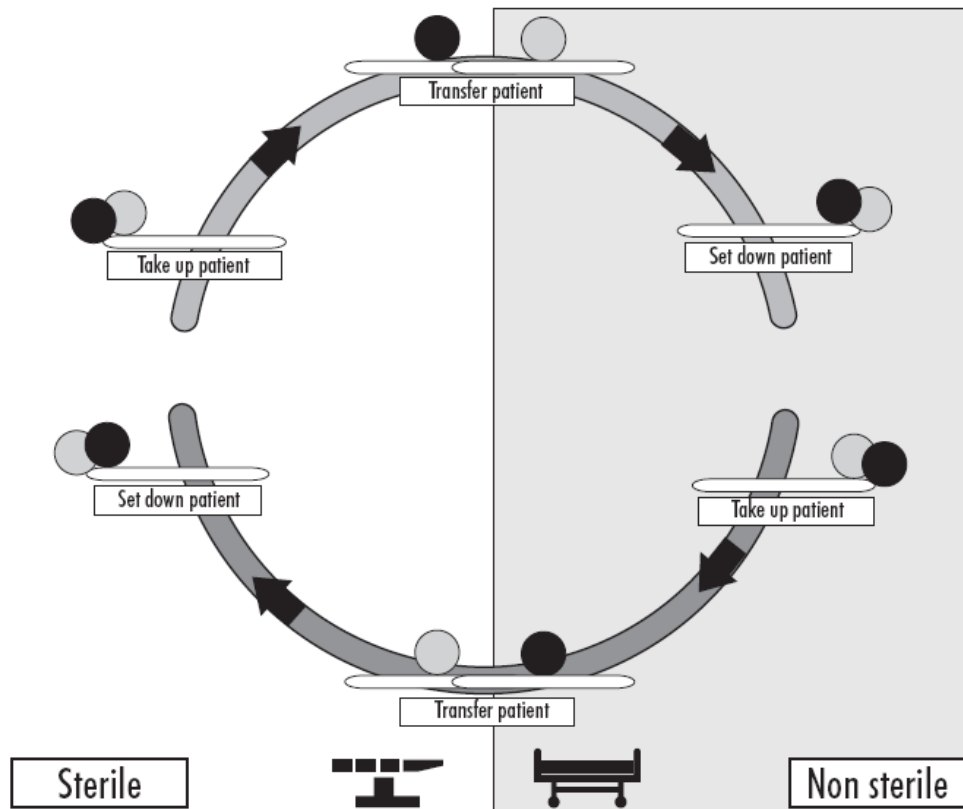 Transfer patient
Take up patient
Set down patient
Set down patient
Take up patient
Transfer patient
Sterile
Non sterile